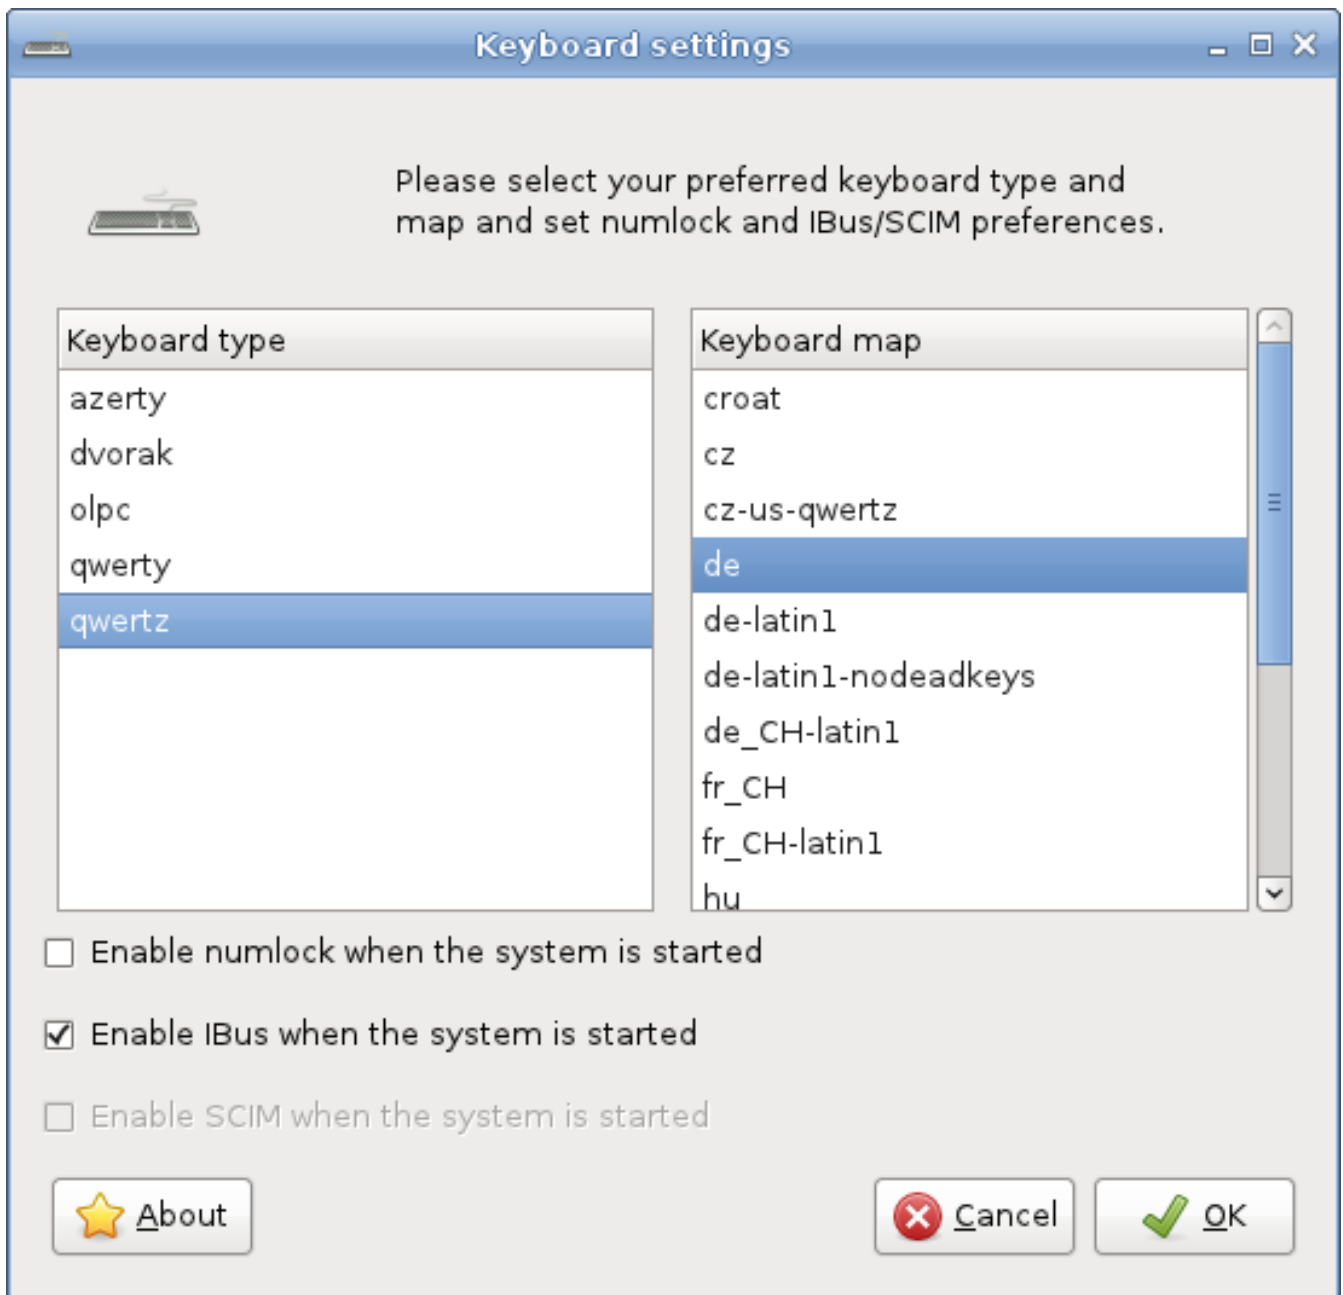 Keyboard settings
Please select your preferred keyboard type and
map and set numlock and IBus/SCIM preferences.
Keyboard type
azerty
dvorak
olpc
qwerty
qwertz
Keyboard map
croat
cz
cz-us-qwertz
de
de-latin1
de-latin1-nodeadkeys
de_CH-latin1
fr_CH
fr_CH-latin1
hu
Enable numlock when the system is started
Enable IBus when the system is started
Enable SCIM when the system is started
About
Cancel
OK